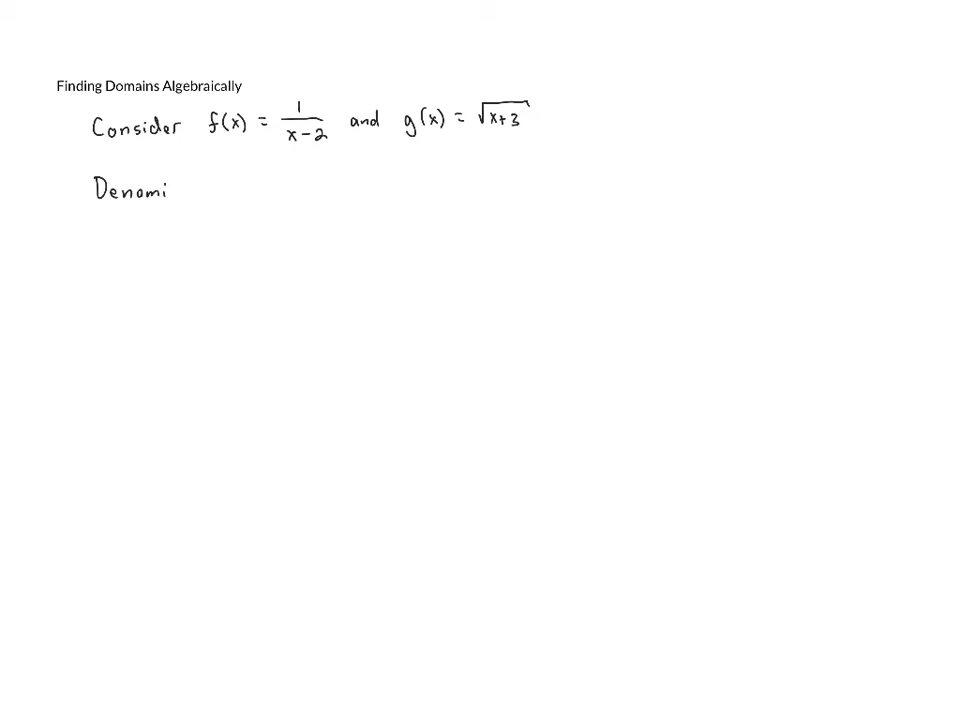 Finding Domains Algebraically
Consider f(x) = 1/(x-2) and g(x) = √(x+3)
Denomi